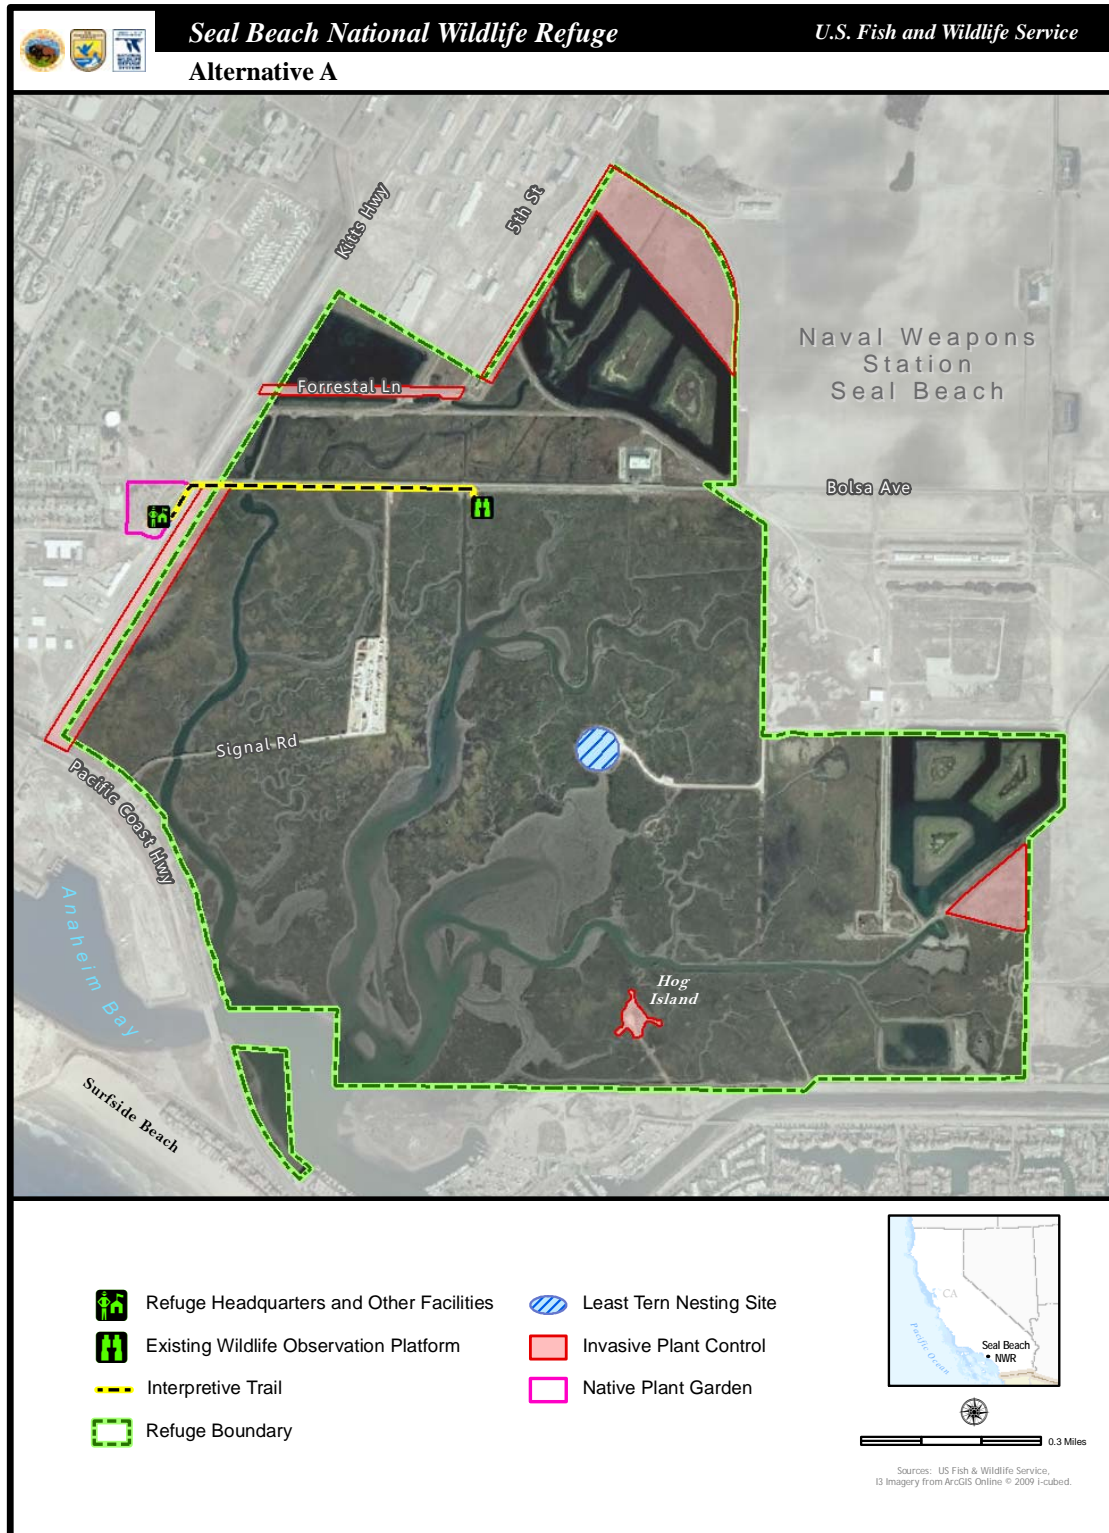 Seal Beach National Wildlife Refuge
U.S. Fish and Wildlife Service
Alternative A
Kitts Hwy
5th St
Naval Weapons
Station
Seal Beach
Forrestal Ln
Bolsa Ave
Signal Rd
Pacific Coast Hwy
Anaheim Bay
Hog
Island
Surfside Beach
Refuge Headquarters and Other Facilities
Existing Wildlife Observation Platform
Interpretive Trail
Refuge Boundary
Least Tern Nesting Site
Invasive Plant Control
Native Plant Garden
CA
Pacific Ocean
Seal Beach
NWR
0.3 Miles
Sources: US Fish & Wildlife Service,
I3 Imagery from ArcGIS Online © 2009 i-cubed.